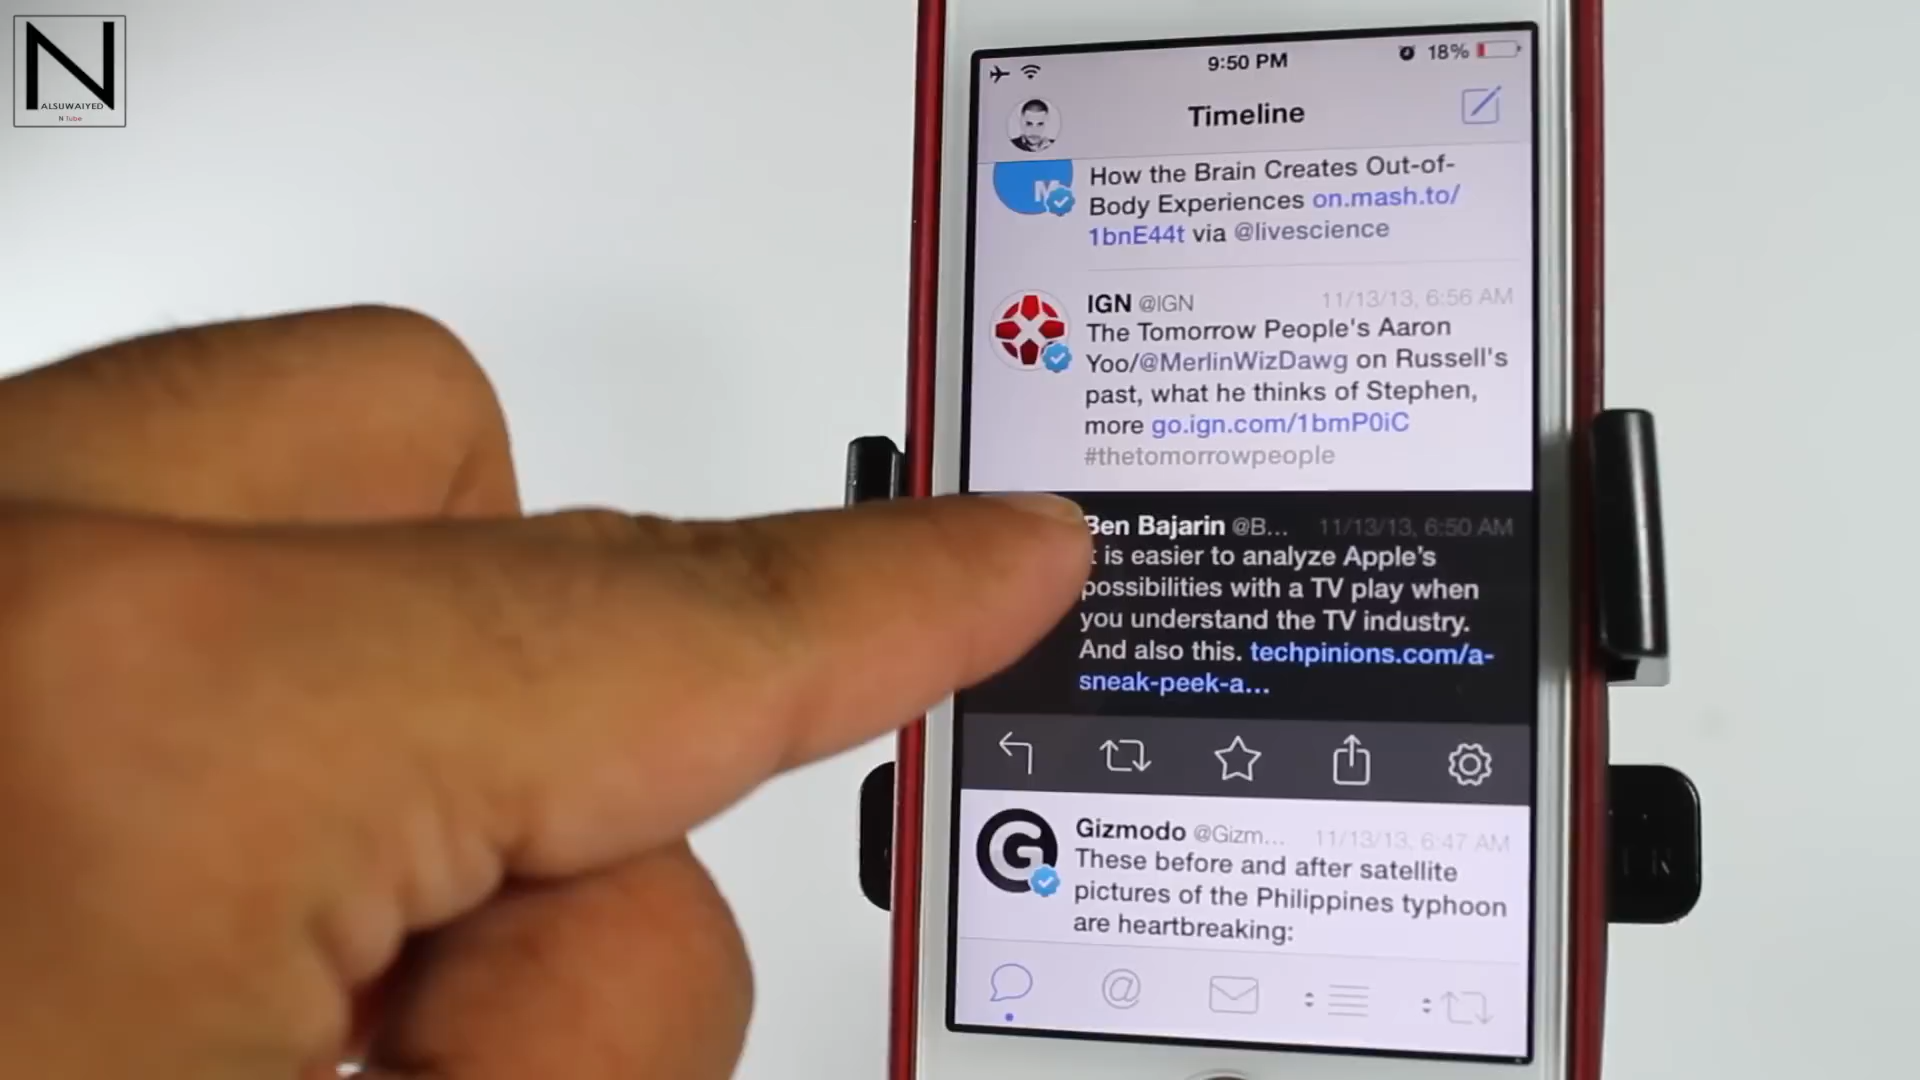 N
ALSUWAIYED
N Tube
9:50 PM
18%
Timeline
M
How the Brain Creates Out-of-
Body Experiences on.mash.to/
1bnE44t via @livescience
IGN @IGN 11/13/13, 6:56 AM
The Tomorrow People's Aaron
Yoo/@MerlinWizDawg on Russell's
past, what he thinks of Stephen,
more go.ign.com/1bmP0iC
#thetomorrowpeople
Ben Bajarin @B... 11/13/13, 6:50 AM
is easier to analyze Apple's
possibilities with a TV play when
you understand the TV industry.
And also this. techpinions.com/a-
sneak-peek-a...
G
Gizmodo @Gizm... 11/13/13, 6:47 AM
These before and after satellite
pictures of the Philippines typhoon
are heartbreaking:
@